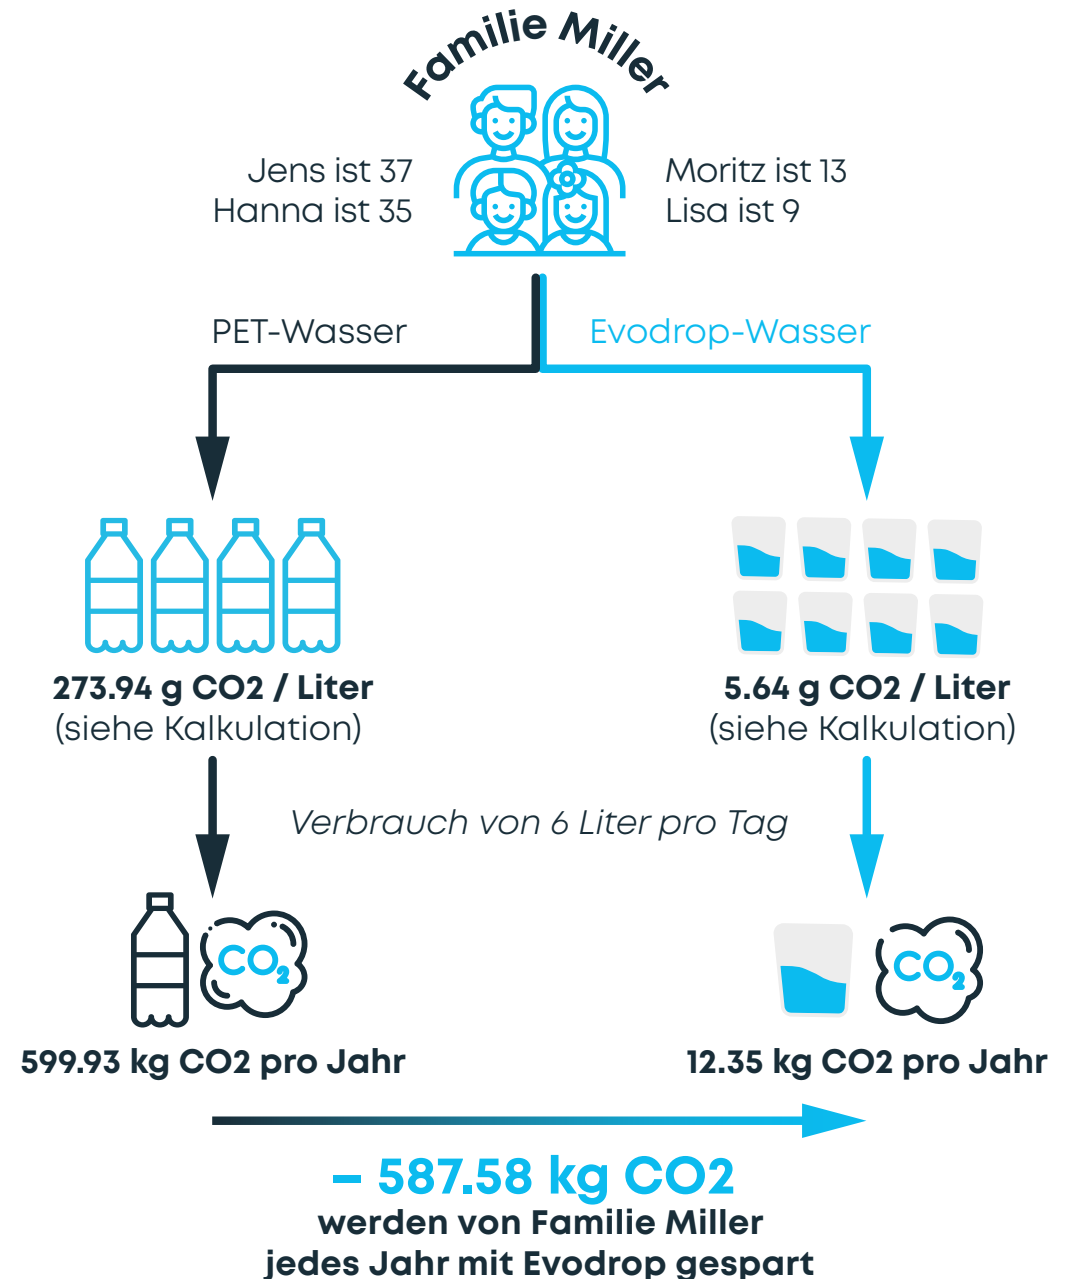 Familie Miller
Jens ist 37
Hanna ist 35
Moritz ist 13
Lisa ist 9
PET-Wasser
Evodrop-Wasser
273.94 g CO2 / Liter
(siehe Kalkulation)
5.64 g CO2 / Liter
(siehe Kalkulation)
Verbrauch von 6 Liter pro Tag
CO2
CO2
599.93 kg CO2 pro Jahr
12.35 kg CO2 pro Jahr
– 587.58 kg CO2
werden von Familie Miller
jedes Jahr mit Evodrop gespart